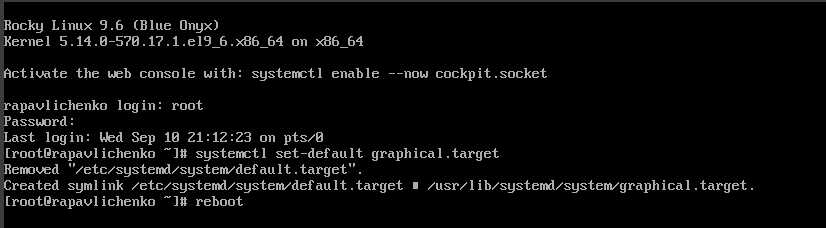 Rocky Linux 9.6 (Blue Onyx)
Kernel 5.14.0-570.17.1.el9_6.x86_64 on x86_64
Activate the web console with: systemctl enable --now cockpit.socket
rapavlichenko login: root
Password:
Last login: Wed Sep 10 21:12:23 on pts/0
[root@rapavlichenko ~]# systemctl set-default graphical.target
Removed "/etc/systemd/system/default.target".
Created symlink /etc/systemd/system/default.target ∎ /usr/lib/systemd/system/graphical.target.
[root@rapavlichenko ~]# reboot